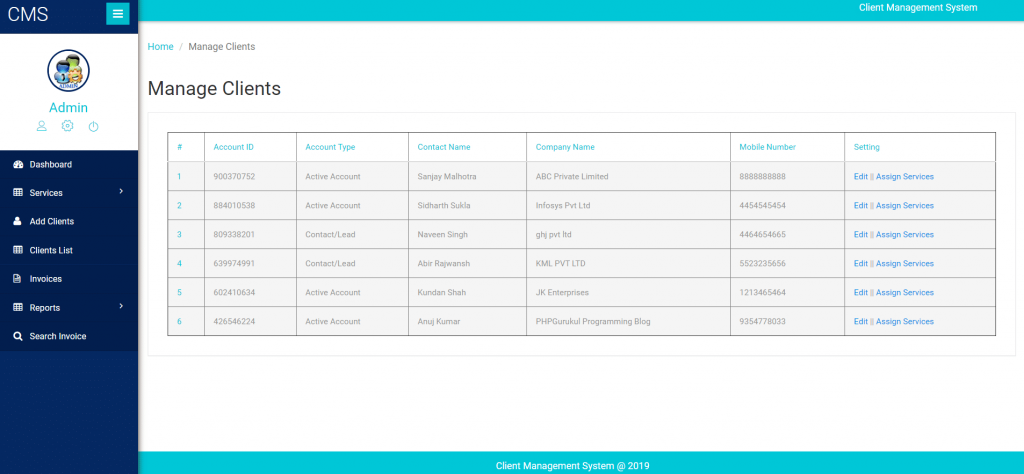 CMS
Client Management System
ADMIN
Admin
Dashboard
Services
Add Clients
Clients List
Invoices
Reports
Search Invoice
Home / Manage Clients
Manage Clients
# Account ID Account Type Contact Name Company Name Mobile Number Setting
1 900370752 Active Account Sanjay Malhotra ABC Private Limited 8888888888 Edit || Assign Services
2 884010538 Active Account Sidharth Sukla Infosys Pvt Ltd 4454545454 Edit || Assign Services
3 809338201 Contact/Lead Naveen Singh ghj pvt ltd 4464654665 Edit || Assign Services
4 639974991 Contact/Lead Abir Rajwansh KML PVT LTD 5523235656 Edit || Assign Services
5 602410634 Active Account Kundan Shah JK Enterprises 1213465464 Edit || Assign Services
6 426546224 Active Account Anuj Kumar PHPGurukul Programming Blog 9354778033 Edit || Assign Services
Client Management System @ 2019